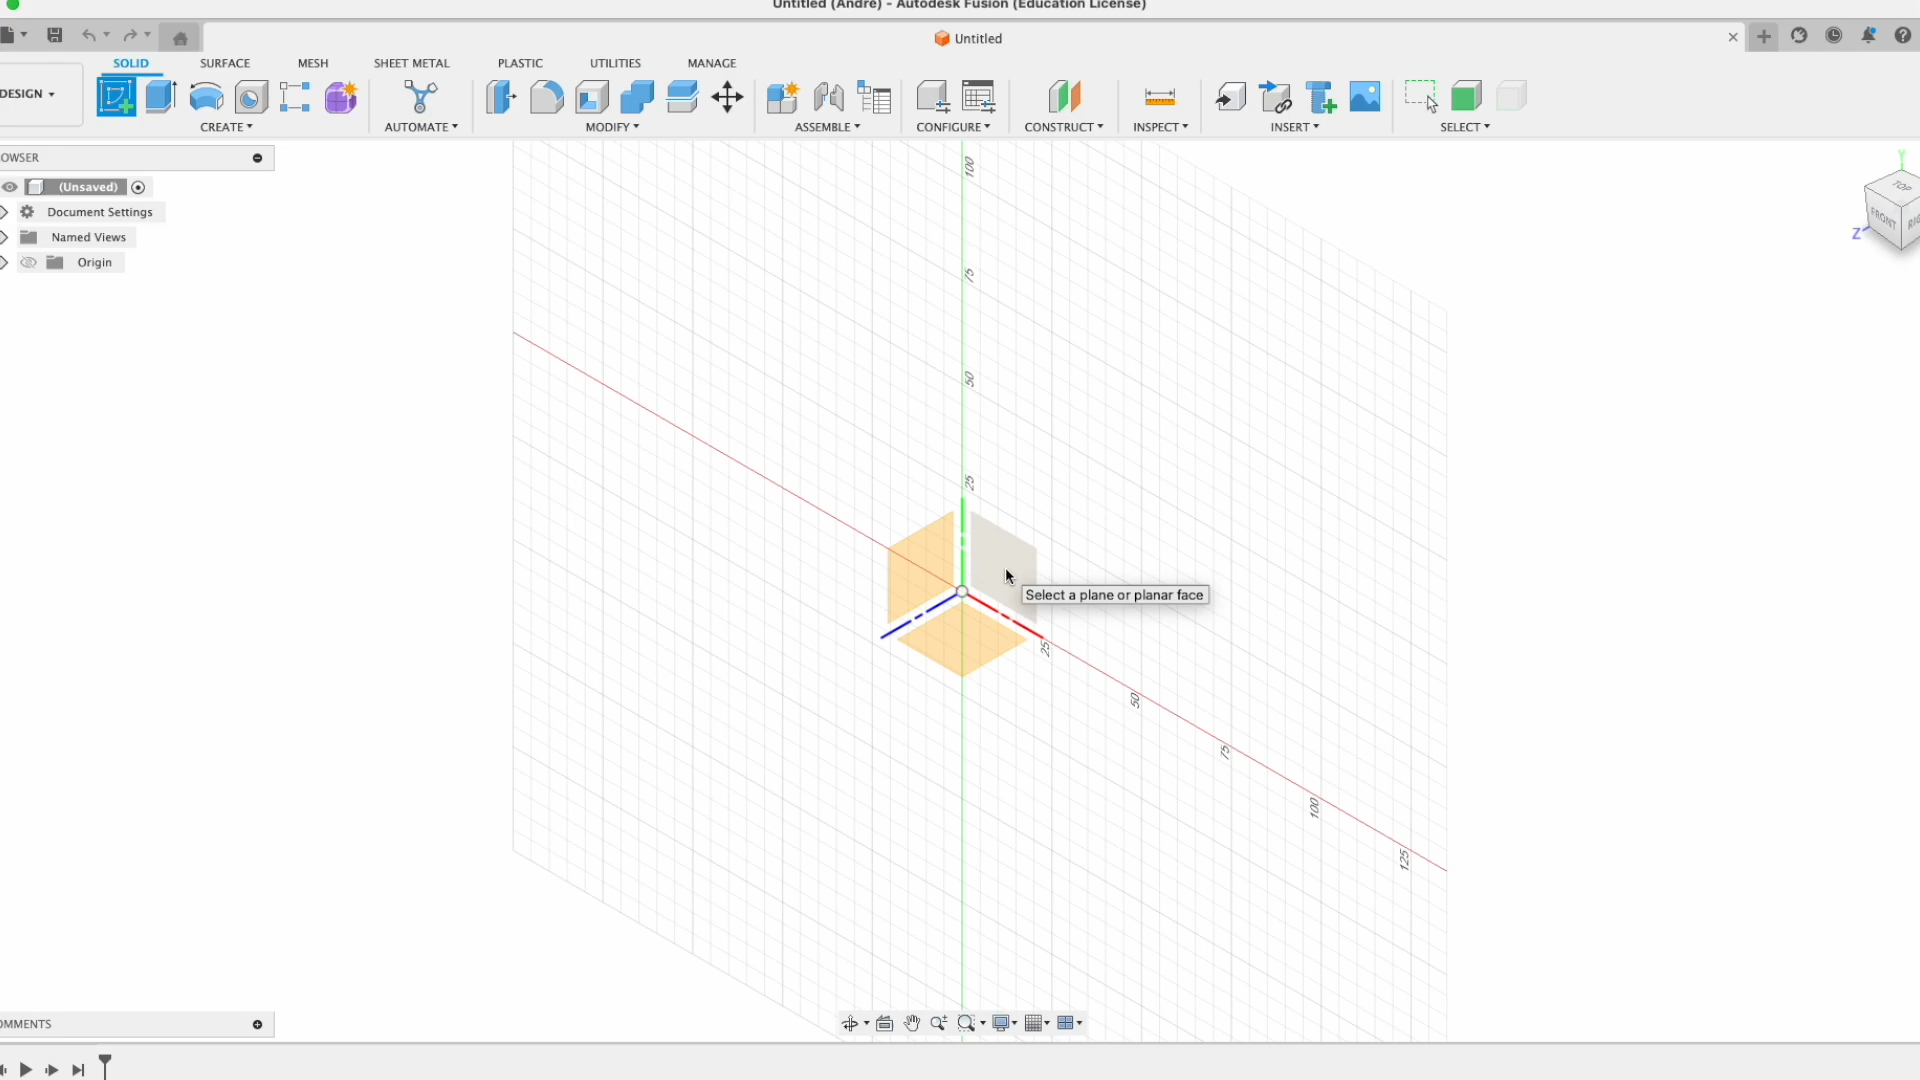 Untitled (Andre) - Autodesk Fusion (Education License)
Untitled
SOLID SURFACE MESH SHEET METAL PLASTIC UTILITIES MANAGE
DESIGN
CREATE AUTOMATE MODIFY ASSEMBLE CONFIGURE CONSTRUCT INSPECT INSERT SELECT
OWSER
(Unsaved)
Document Settings
Named Views
Origin
Y
TOP
FRONT
RIG
Z
100
75
50
25
Select a plane or planar face
25
50
75
100
125
OMMENTS